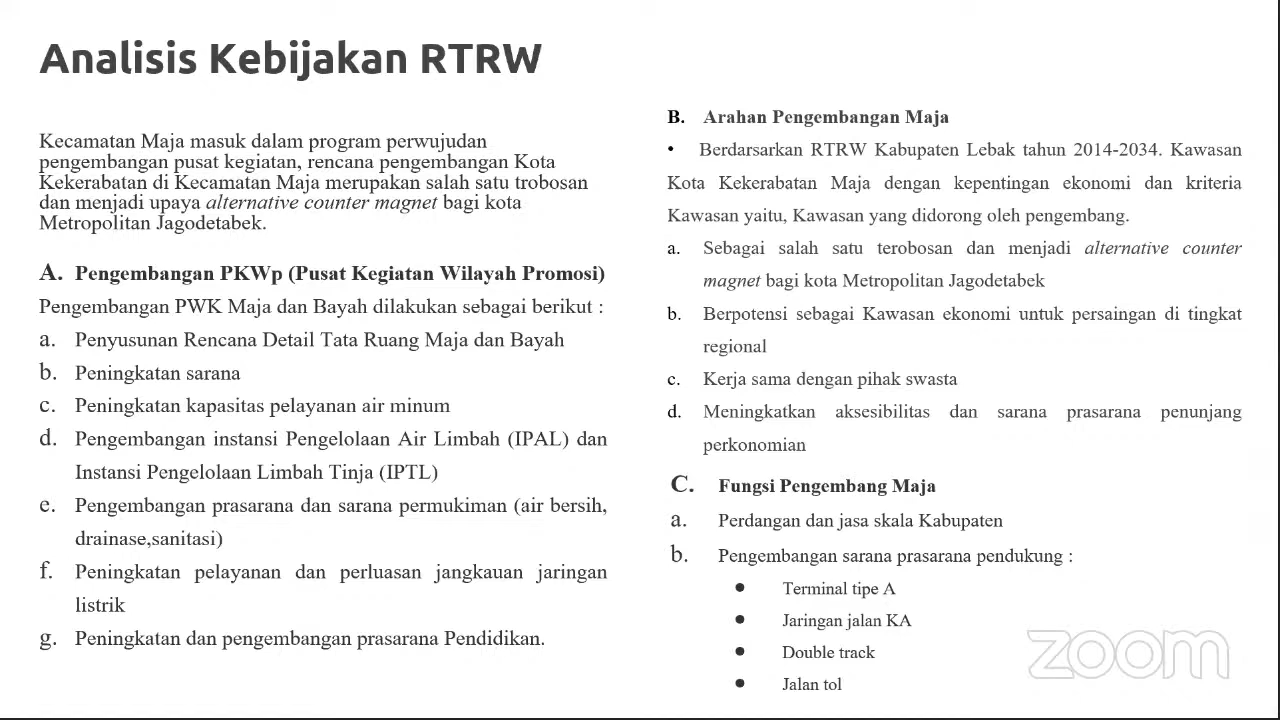 Analisis Kebijakan RTRW
Kecamatan Maja masuk dalam program perwujudan
pengembangan pusat kegiatan, rencana pengembangan Kota
Kekerabatan di Kecamatan Maja merupakan salah satu trobosan
dan menjadi upaya alternative counter magnet bagi kota
Metropolitan Jagodetabek.
A. Pengembangan PKWp (Pusat Kegiatan Wilayah Promosi)
Pengembangan PWK Maja dan Bayah dilakukan sebagai berikut :
a. Penyusunan Rencana Detail Tata Ruang Maja dan Bayah
b. Peningkatan sarana
c. Peningkatan kapasitas pelayanan air minum
d. Pengembangan instansi Pengelolaan Air Limbah (IPAL) dan
Instansi Pengelolaan Limbah Tinja (IPTL)
e. Pengembangan prasarana dan sarana permukiman (air bersih,
drainase,sanitasi)
f. Peningkatan pelayanan dan perluasan jangkauan jaringan
listrik
g. Peningkatan dan pengembangan prasarana Pendidikan.
B. Arahan Pengembangan Maja
• Berdarsarkan RTRW Kabupaten Lebak tahun 2014-2034. Kawasan
Kota Kekerabatan Maja dengan kepentingan ekonomi dan kriteria
Kawasan yaitu, Kawasan yang didorong oleh pengembang.
a. Sebagai salah satu terobosan dan menjadi alternative counter
magnet bagi kota Metropolitan Jagodetabek
b. Berpotensi sebagai Kawasan ekonomi untuk persaingan di tingkat
regional
c. Kerja sama dengan pihak swasta
d. Meningkatkan aksesibilitas dan sarana prasarana penunjang
perkonomian
C. Fungsi Pengembang Maja
a. Perdangan dan jasa skala Kabupaten
b. Pengembangan sarana prasarana pendukung :
● Terminal tipe A
● Jaringan jalan KA
● Double track
● Jalan tol
zoom